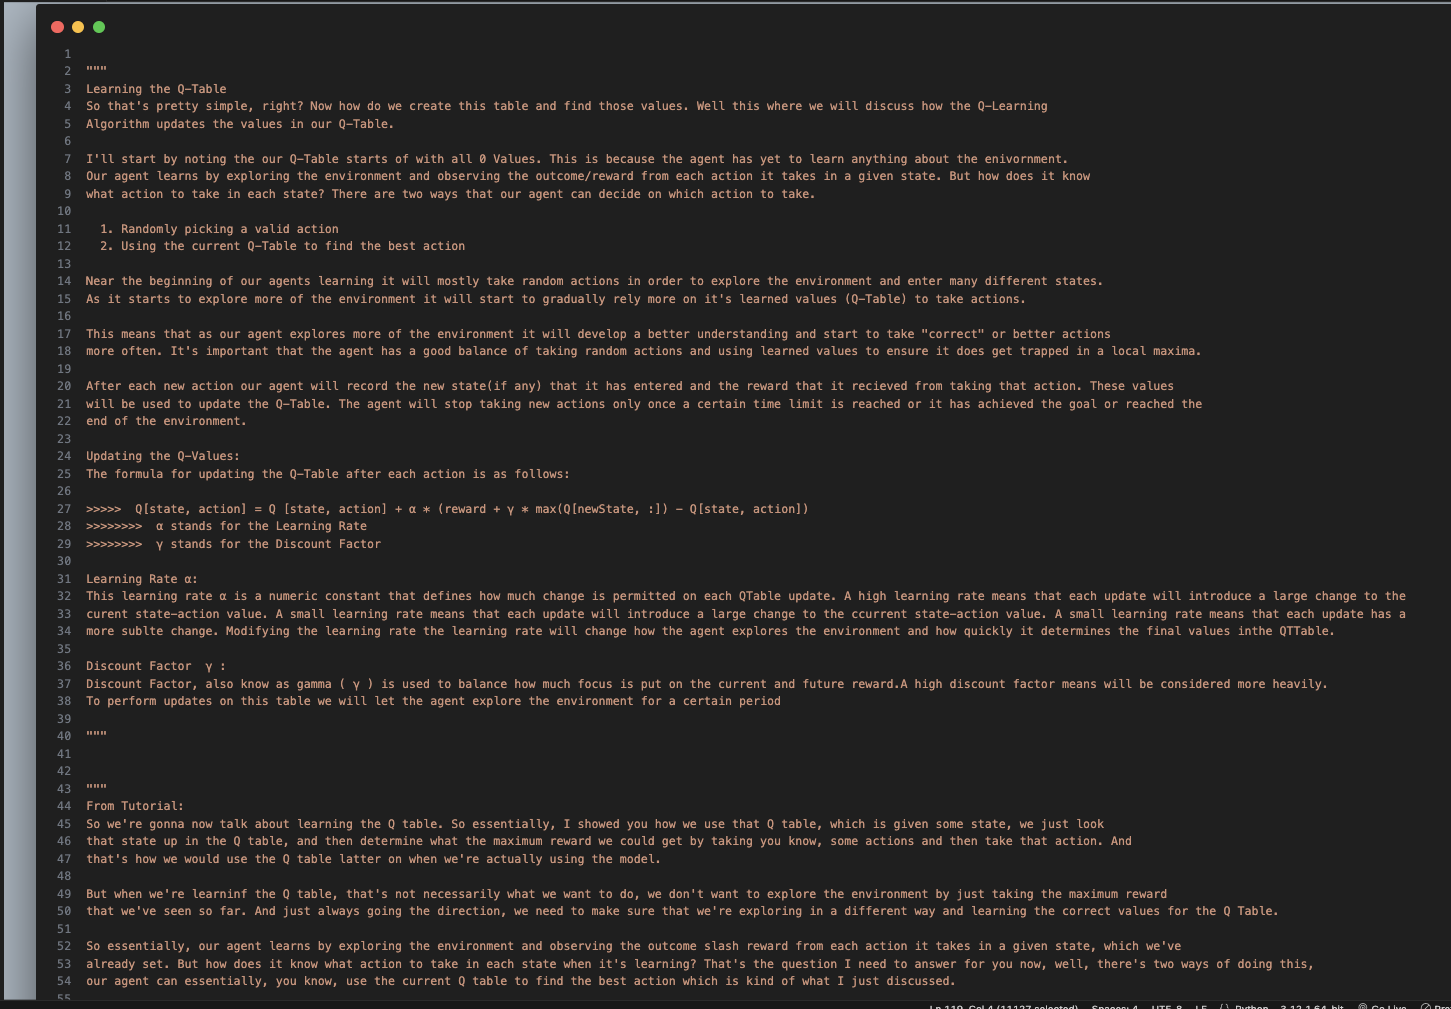 1
2 """
3 Learning the Q-Table
4 So that's pretty simple, right? Now how do we create this table and find those values. Well this where we will discuss how the Q-Learning
5 Algorithm updates the values in our Q-Table.
6
7 I'll start by noting the our Q-Table starts of with all 0 Values. This is because the agent has yet to learn anything about the enivornment.
8 Our agent learns by exploring the environment and observing the outcome/reward from each action it takes in a given state. But how does it know
9 what action to take in each state? There are two ways that our agent can decide on which action to take.
10
11 1. Randomly picking a valid action
12 2. Using the current Q-Table to find the best action
13
14 Near the beginning of our agents learning it will mostly take random actions in order to explore the environment and enter many different states.
15 As it starts to explore more of the environment it will start to gradually rely more on it's learned values (Q-Table) to take actions.
16
17 This means that as our agent explores more of the environment it will develop a better understanding and start to take "correct" or better actions
18 more often. It's important that the agent has a good balance of taking random actions and using learned values to ensure it does get trapped in a local maxima.
19
20 After each new action our agent will record the new state(if any) that it has entered and the reward that it recieved from taking that action. These values
21 will be used to update the Q-Table. The agent will stop taking new actions only once a certain time limit is reached or it has achieved the goal or reached the
22 end of the environment.
23
24 Updating the Q-Values:
25 The formula for updating the Q-Table after each action is as follows:
26
27 >>>>> Q[state, action] = Q [state, action] + α * (reward + γ * max(Q[newState, :]) - Q[state, action])
28 >>>>>>>> α stands for the Learning Rate
29 >>>>>>>> γ stands for the Discount Factor
30
31 Learning Rate α:
32 This learning rate α is a numeric constant that defines how much change is permitted on each QTable update. A high learning rate means that each update will introduce a large change to the
33 curent state-action value. A small learning rate means that each update will introduce a large change to the ccurrent state-action value. A small learning rate means that each update has a
34 more sublte change. Modifying the learning rate the learning rate will change how the agent explores the environment and how quickly it determines the final values inthe QTTable.
35
36 Discount Factor γ :
37 Discount Factor, also know as gamma ( γ ) is used to balance how much focus is put on the current and future reward.A high discount factor means will be considered more heavily.
38 To perform updates on this table we will let the agent explore the environment for a certain period
39
40 """
41
42
43 """
44 From Tutorial:
45 So we're gonna now talk about learning the Q table. So essentially, I showed you how we use that Q table, which is given some state, we just look
46 that state up in the Q table, and then determine what the maximum reward we could get by taking you know, some actions and then take that action. And
47 that's how we would use the Q table latter on when we're actually using the model.
48
49 But when we're learninf the Q table, that's not necessarily what we want to do, we don't want to explore the environment by just taking the maximum reward
50 that we've seen so far. And just always going the direction, we need to make sure that we're exploring in a different way and learning the correct values for the Q Table.
51
52 So essentially, our agent learns by exploring the environment and observing the outcome slash reward from each action it takes in a given state, which we've
53 already set. But how does it know what action to take in each state when it's learning? That's the question I need to answer for you now, well, there's two ways of doing this,
54 our agent can essentially, you know, use the current Q table to find the best action which is kind of what I just discussed.
55
Ln 119, Col 4 (11127 selected) Spaces: 4 UTF-8 LF Python 3.12.1 64-bit Go Live